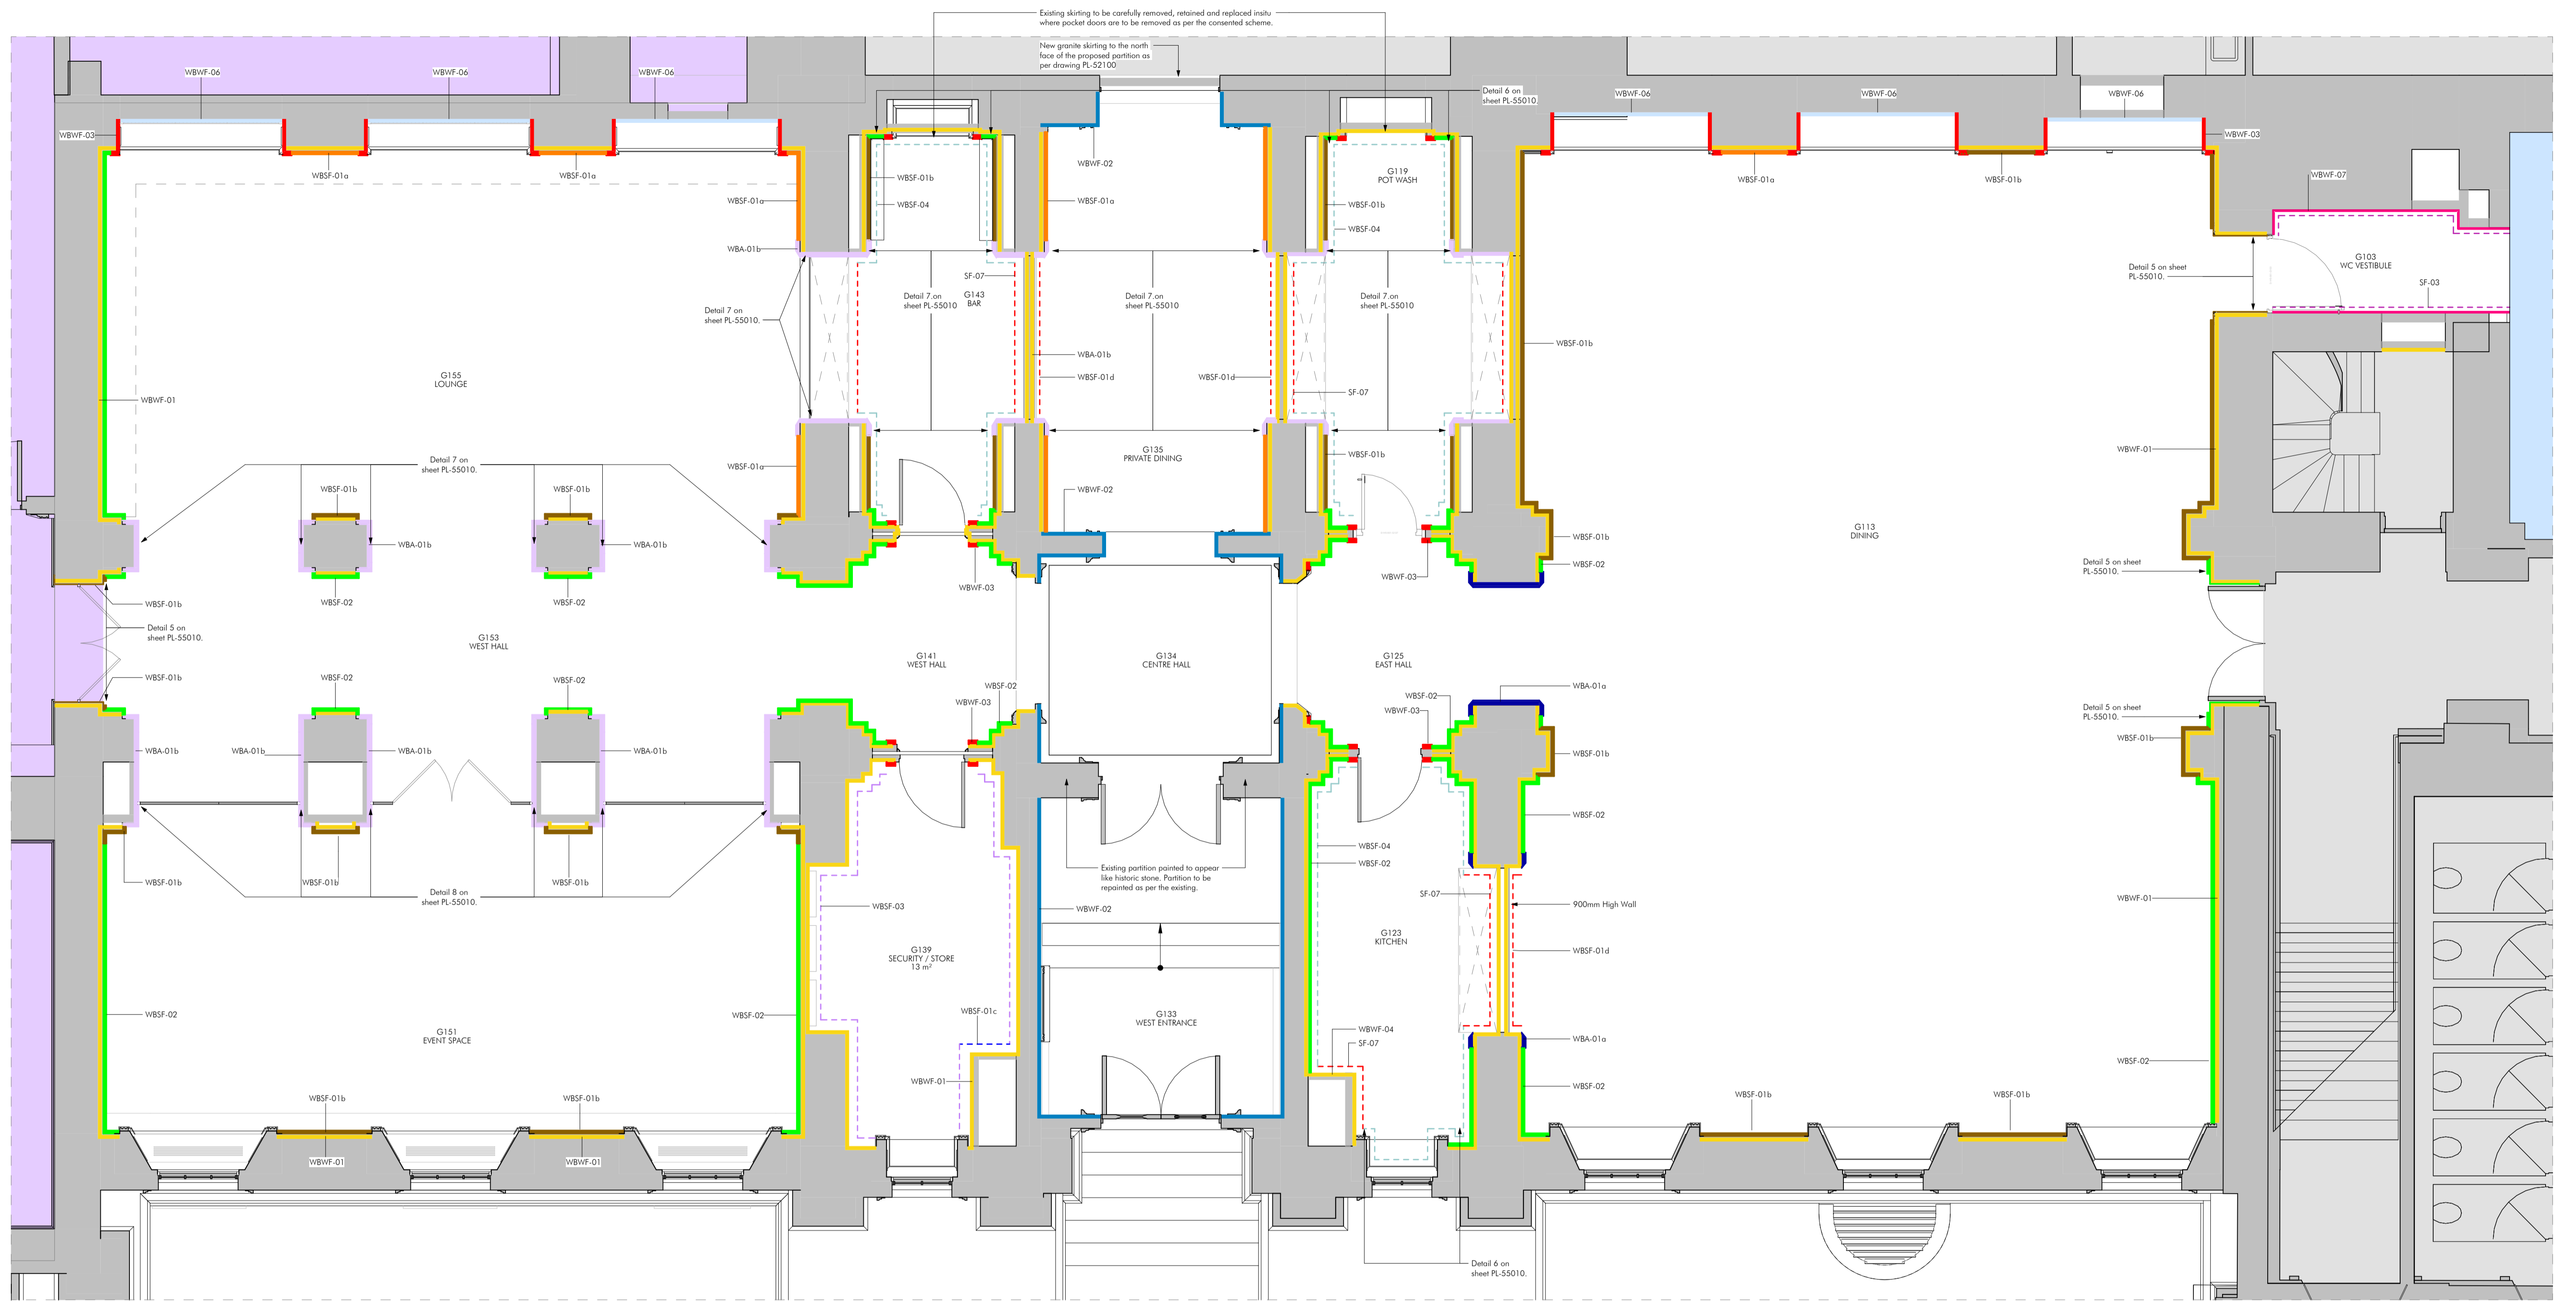 Existing skirting to be carefully removed, retained and replaced insitu
where pocket doors are to be removed as per the consented scheme.
New granite skirting to the north
face of the proposed partition as
per drawing PL-52100
WBWF-06
WBWF-06
WBWF-06
Detail 6 on
sheet PL-55010.
WBWF-06
WBWF-06
WBWF-06
WBWF-03
WBWF-03
WBSF-01a
WBSF-01a
WBSF-01b
WBWF-02
G119
POT WASH
WBSF-01a
WBSF-01b
WBWF-07
WBSF-01a
WBSF-04
WBSF-01a
WBSF-01b
WBSF-04
WBA-01b
SF-07
Detail 7.on
sheet PL-55010
G143
BAR
Detail 7.on
sheet PL-55010
Detail 7.on
sheet PL-55010
Detail 5 on sheet
PL-55010.
G103
WC VESTIBULE
SF-03
Detail 7 on
sheet PL-55010.
WBSF-01b
WBA-01b
G155
LOUNGE
WBSF-01d
WBSF-01d
SF-07
WBWF-01
G135
PRIVATE DINING
WBSF-01b
WBWF-01
Detail 7 on
sheet PL-55010.
WBSF-01a
WBSF-01b
WBSF-01b
WBWF-02
G113
DINING
WBA-01b
WBA-01b
WBSF-01b
WBSF-02
Detail 5 on sheet
PL-55010.
WBWF-03
WBWF-03
WBSF-01b
WBSF-02
WBSF-02
Detail 5 on
sheet PL-55010.
G153
WEST HALL
G141
WEST HALL
G134
CENTRE HALL
G125
EAST HALL
WBSF-01b
WBSF-02
WBSF-02
WBSF-02
WBSF-02
WBA-01a
WBWF-03
WBWF-03
Detail 5 on sheet
PL-55010.
WBSF-01b
WBA-01b
WBA-01b
WBA-01b
WBA-01b
WBSF-01b
WBSF-02
WBSF-04
WBSF-02
Existing partition painted to appear
like historic stone. Partition to be
repainted as per the existing.
WBSF-01b
WBSF-01b
WBSF-01b
Detail 8 on
sheet PL-55010.
WBSF-03
WBWF-02
SF-07
900mm High Wall
WBWF-01
G139
SECURITY / STORE
13 m²
G123
KITCHEN
WBSF-01d
WBSF-02
WBSF-02
WBSF-01c
G133
WEST ENTRANCE
G151
EVENT SPACE
WBWF-04
SF-07
WBA-01a
WBSF-02
WBWF-01
WBSF-02
WBSF-01b
WBSF-01b
WBSF-01b
WBSF-01b
WBWF-01
WBWF-01
Detail 6 on
sheet PL-55010.